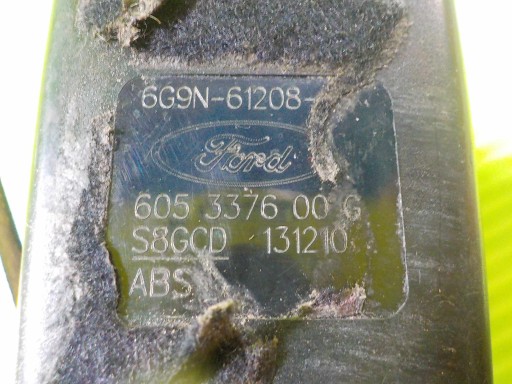 6G9N-61208-
Ford
605 3376 00 G
S8GCD 131210
ABS